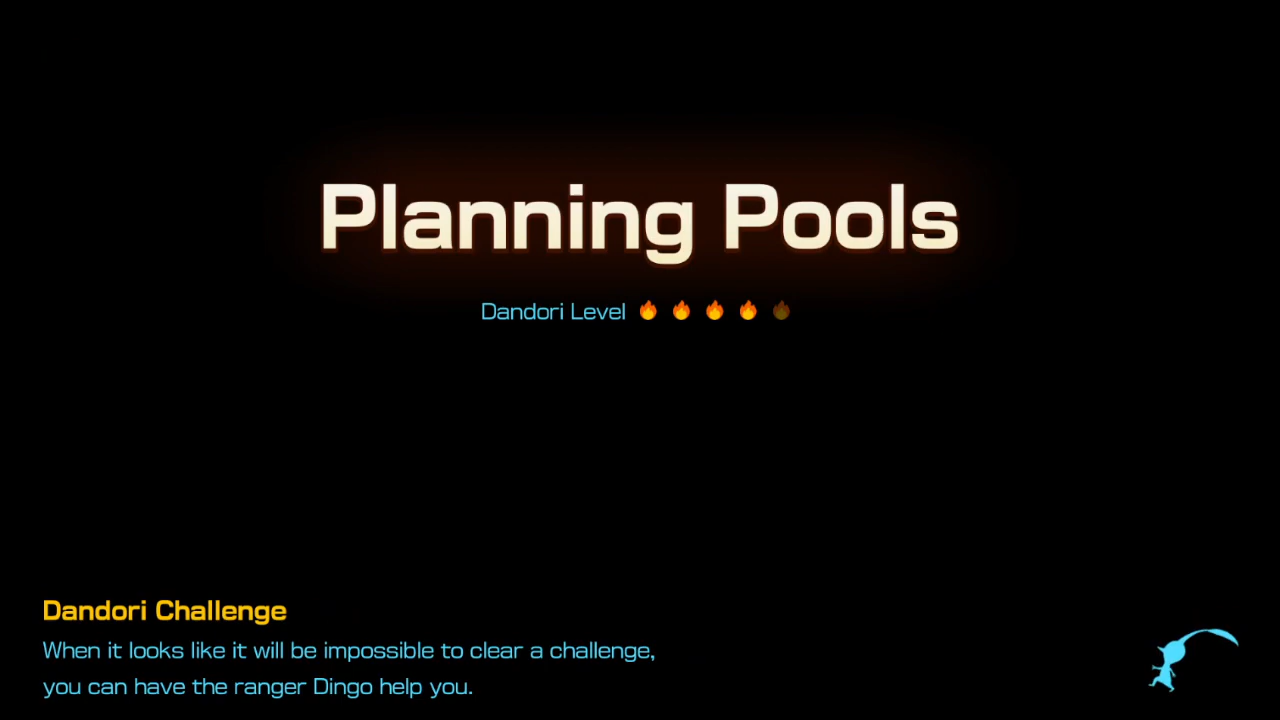 Planning Pools
Dandori Level
Dandori Challenge
When it looks like it will be impossible to clear a challenge,
you can have the ranger Dingo help you.